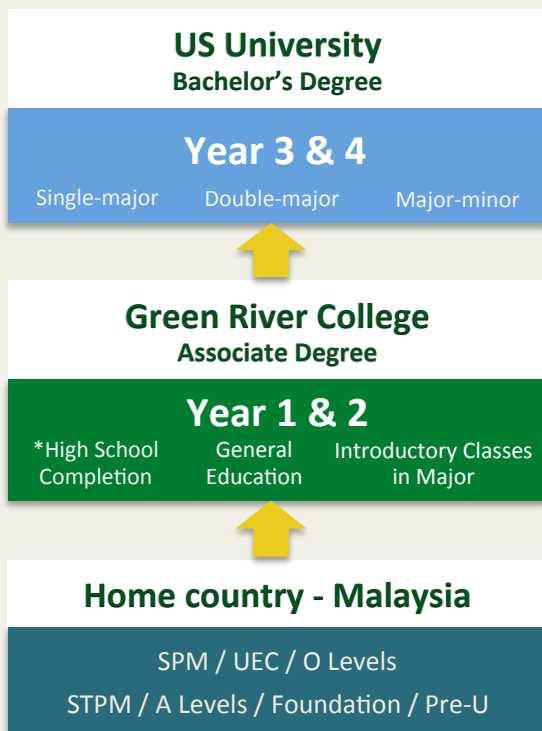 US University
Bachelor's Degree
Year 3 & 4
Single-major Double-major Major-minor
Green River College
Associate Degree
Year 1 & 2
*High School Completion
General Education
Introductory Classes in Major
Home country - Malaysia
SPM / UEC / O Levels
STPM / A Levels / Foundation / Pre-U